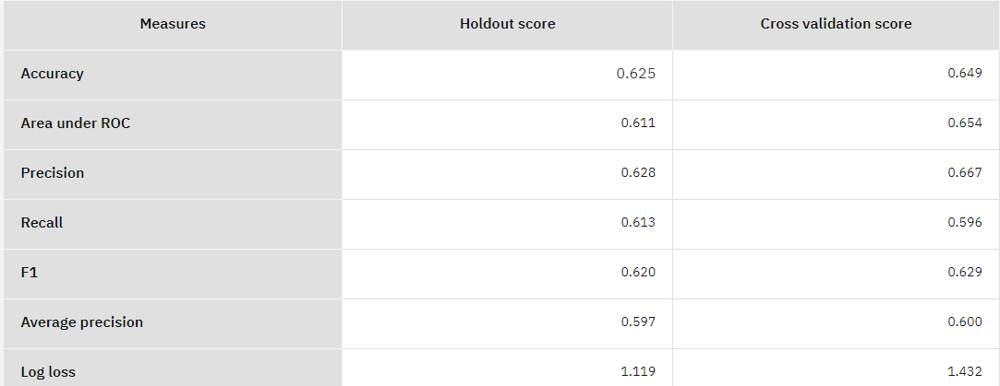 Measures Holdout score Cross validation score
Accuracy 0.625 0.649
Area under ROC 0.611 0.654
Precision 0.628 0.667
Recall 0.613 0.596
F1 0.620 0.629
Average precision 0.597 0.600
Log loss 1.119 1.432